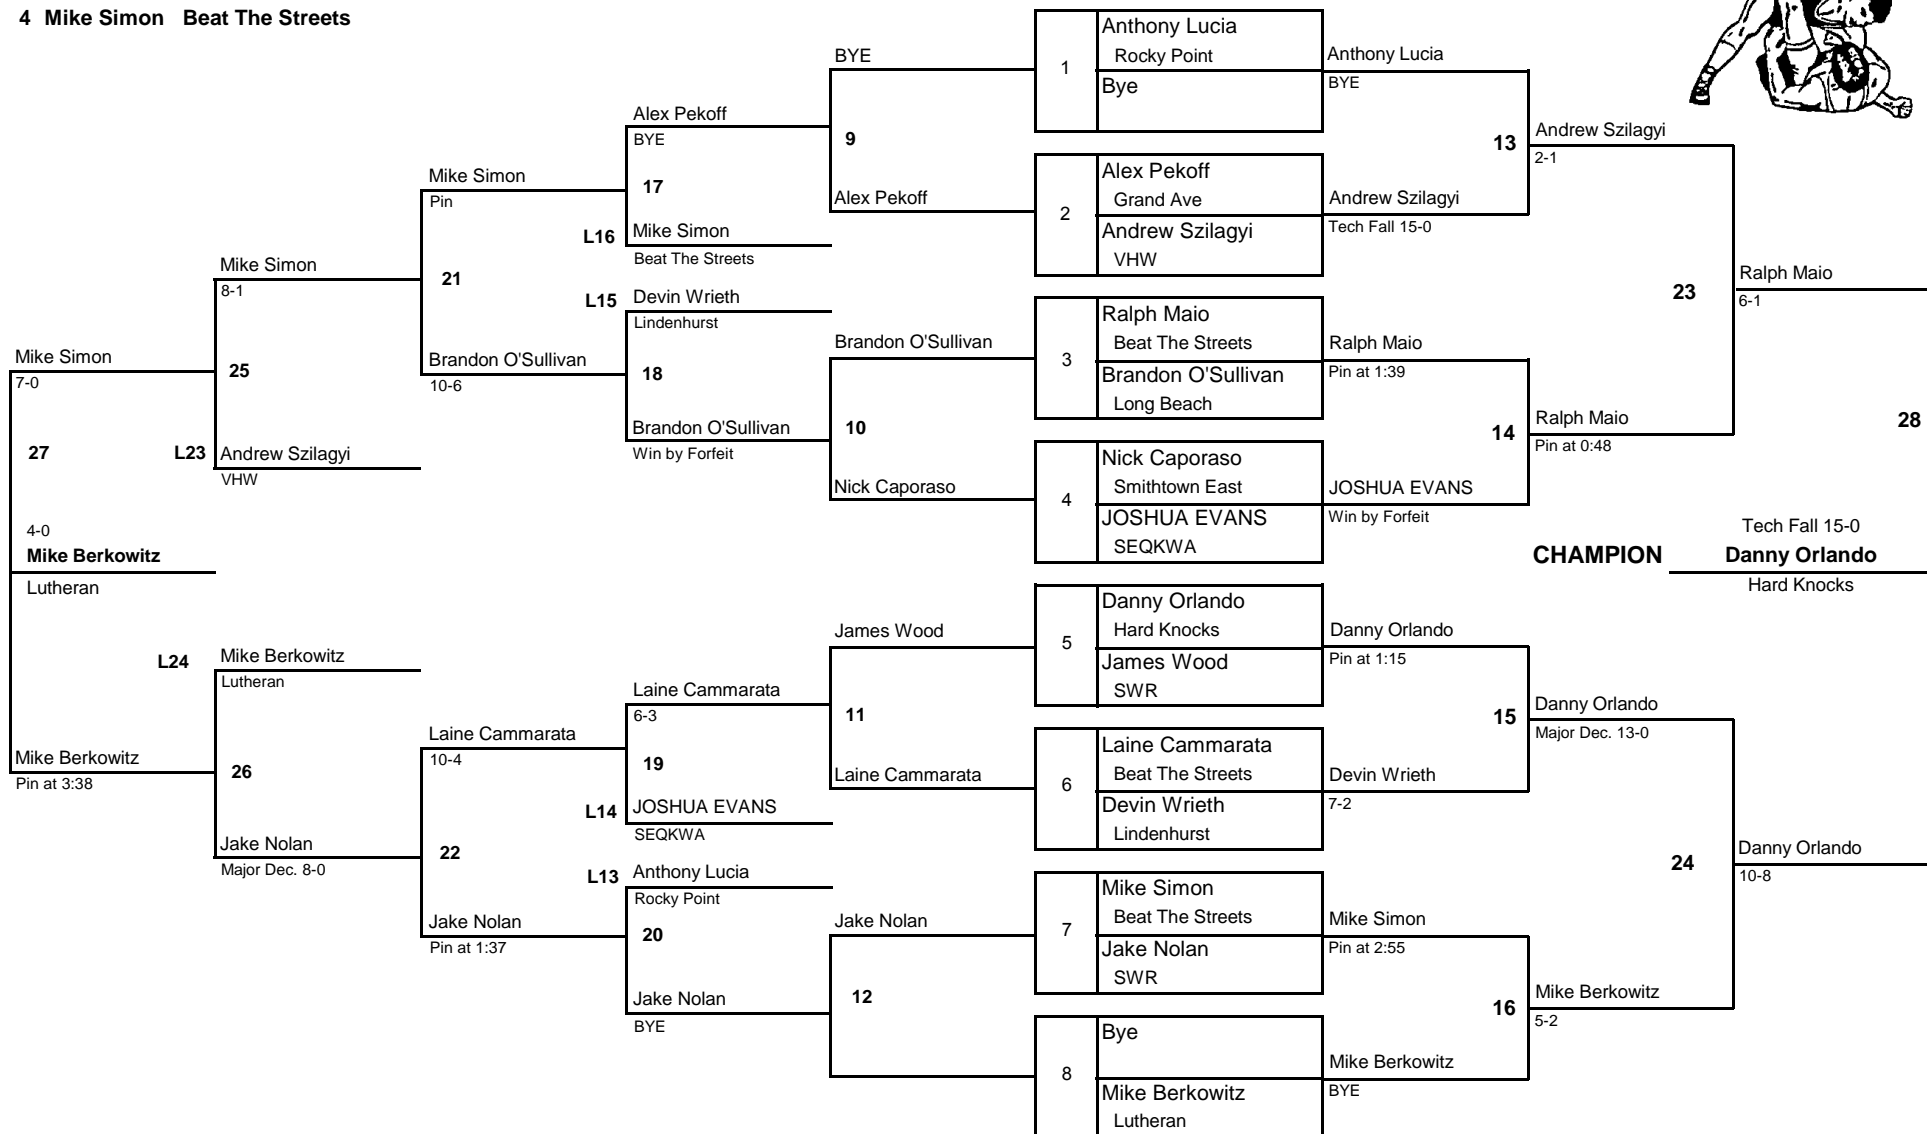 4 Mike Simon Beat The Streets
Anthony Lucia
Rocky Point
1
Bye
BYE
Anthony Lucia
BYE
Alex Pekoff
BYE
9
13
Andrew Szilagyi
2-1
Mike Simon
Pin
17
Alex Pekoff
2
Alex Pekoff
Grand Ave
Andrew Szilagyi
VHW
Andrew Szilagyi
Tech Fall 15-0
L16
Mike Simon
Beat The Streets
Mike Simon
8-1
21
L15
Devin Wrieth
Lindenhurst
23
Ralph Maio
6-1
Ralph Maio
Beat The Streets
3
Brandon O'Sullivan
Long Beach
Ralph Maio
Pin at 1:39
Mike Simon
7-0
25
Brandon O'Sullivan
10-6
18
Brandon O'Sullivan
Brandon O'Sullivan
Win by Forfeit
10
14
Ralph Maio
Pin at 0:48
28
27
L23
Andrew Szilagyi
VHW
Nick Caporaso
4
Nick Caporaso
Smithtown East
JOSHUA EVANS
SEQKWA
JOSHUA EVANS
Win by Forfeit
4-0
Mike Berkowitz
Lutheran
Tech Fall 15-0
CHAMPION Danny Orlando
Hard Knocks
James Wood
5
Danny Orlando
Hard Knocks
James Wood
SWR
Danny Orlando
Pin at 1:15
L24
Mike Berkowitz
Lutheran
Laine Cammarata
6-3
11
15
Danny Orlando
Major Dec. 13-0
Mike Berkowitz
Pin at 3:38
26
Laine Cammarata
10-4
19
Laine Cammarata
6
Laine Cammarata
Beat The Streets
Devin Wrieth
Lindenhurst
Devin Wrieth
7-2
L14
JOSHUA EVANS
SEQKWA
Jake Nolan
Major Dec. 8-0
22
L13
Anthony Lucia
Rocky Point
24
Danny Orlando
10-8
Jake Nolan
Pin at 1:37
20
Jake Nolan
7
Mike Simon
Beat The Streets
Jake Nolan
SWR
Mike Simon
Pin at 2:55
Jake Nolan
BYE
12
16
Mike Berkowitz
5-2
8
Bye
Mike Berkowitz
Lutheran
Mike Berkowitz
BYE